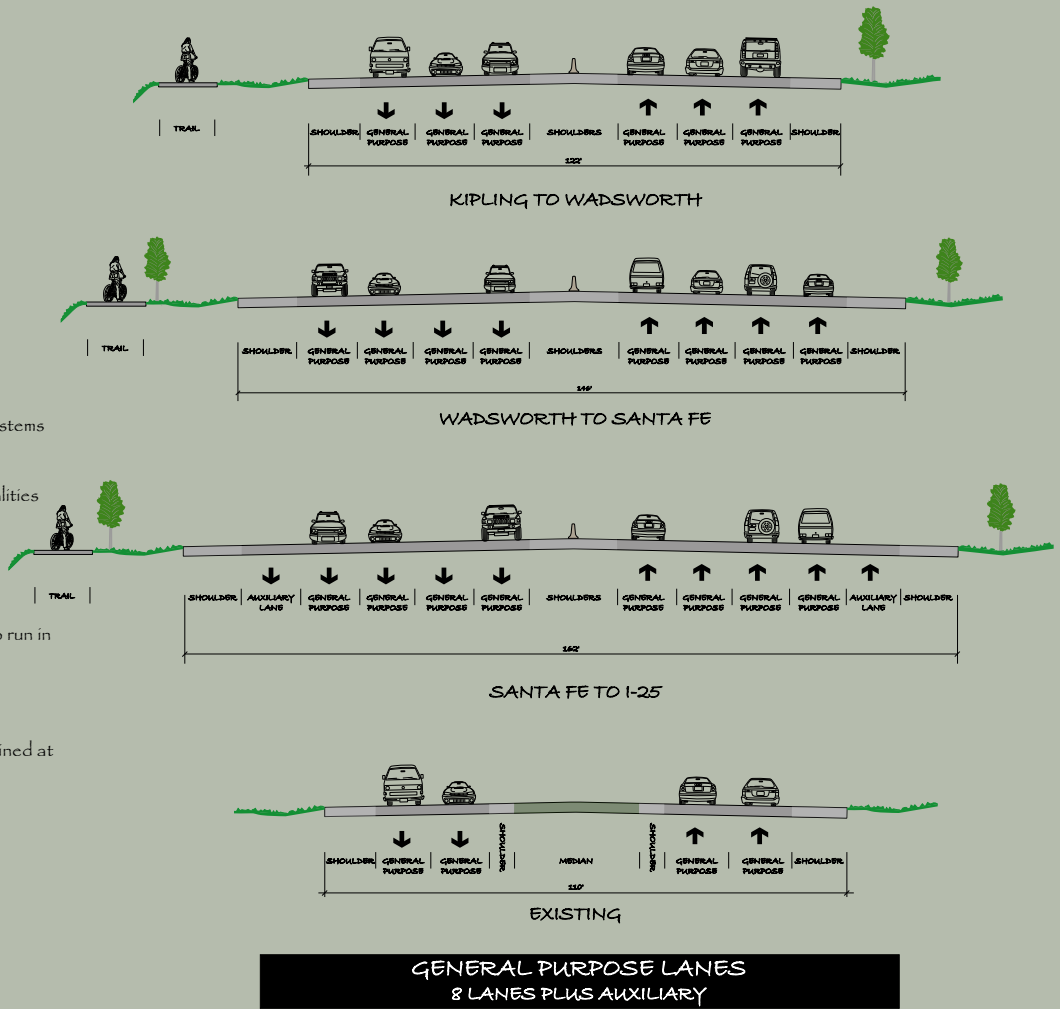 TRAIL
SHOULDER GENERAL PURPOSE GENERAL PURPOSE GENERAL PURPOSE SHOULDERS GENERAL PURPOSE GENERAL PURPOSE GENERAL PURPOSE SHOULDER
122'
KIPLING TO WADSWORTH
TRAIL
SHOULDER GENERAL PURPOSE GENERAL PURPOSE GENERAL PURPOSE GENERAL PURPOSE SHOULDERS GENERAL PURPOSE GENERAL PURPOSE GENERAL PURPOSE GENERAL PURPOSE SHOULDER
146'
WADSWORTH TO SANTA FE
stems
lities
TRAIL
SHOULDER AUXILIARY LANE GENERAL PURPOSE GENERAL PURPOSE GENERAL PURPOSE GENERAL PURPOSE SHOULDERS GENERAL PURPOSE GENERAL PURPOSE GENERAL PURPOSE GENERAL PURPOSE AUXILIARY LANE SHOULDER
run in
162'
SANTA FE TO I-25
ined at
SHOULDER GENERAL PURPOSE GENERAL PURPOSE SHOULDER MEDIAN SHOULDER GENERAL PURPOSE GENERAL PURPOSE SHOULDER
110'
EXISTING
GENERAL PURPOSE LANES
8 LANES PLUS AUXILIARY